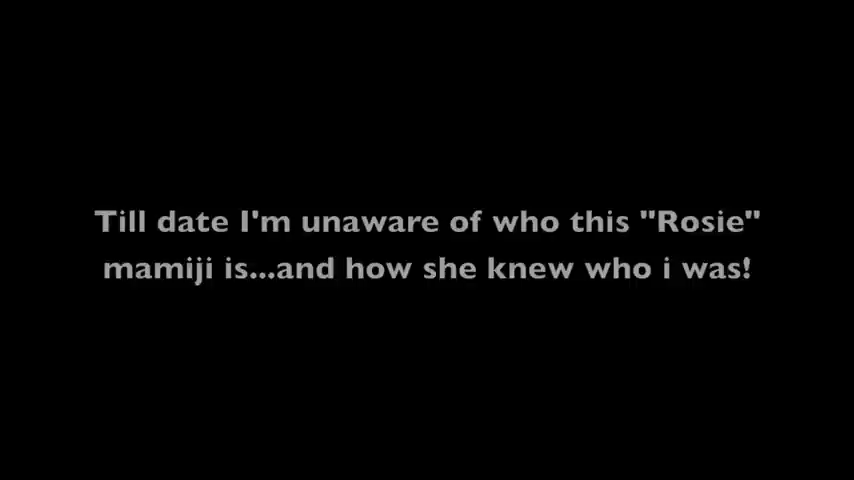 Till date I'm unaware of who this "Rosie"
mamiji is...and how she knew who i was!